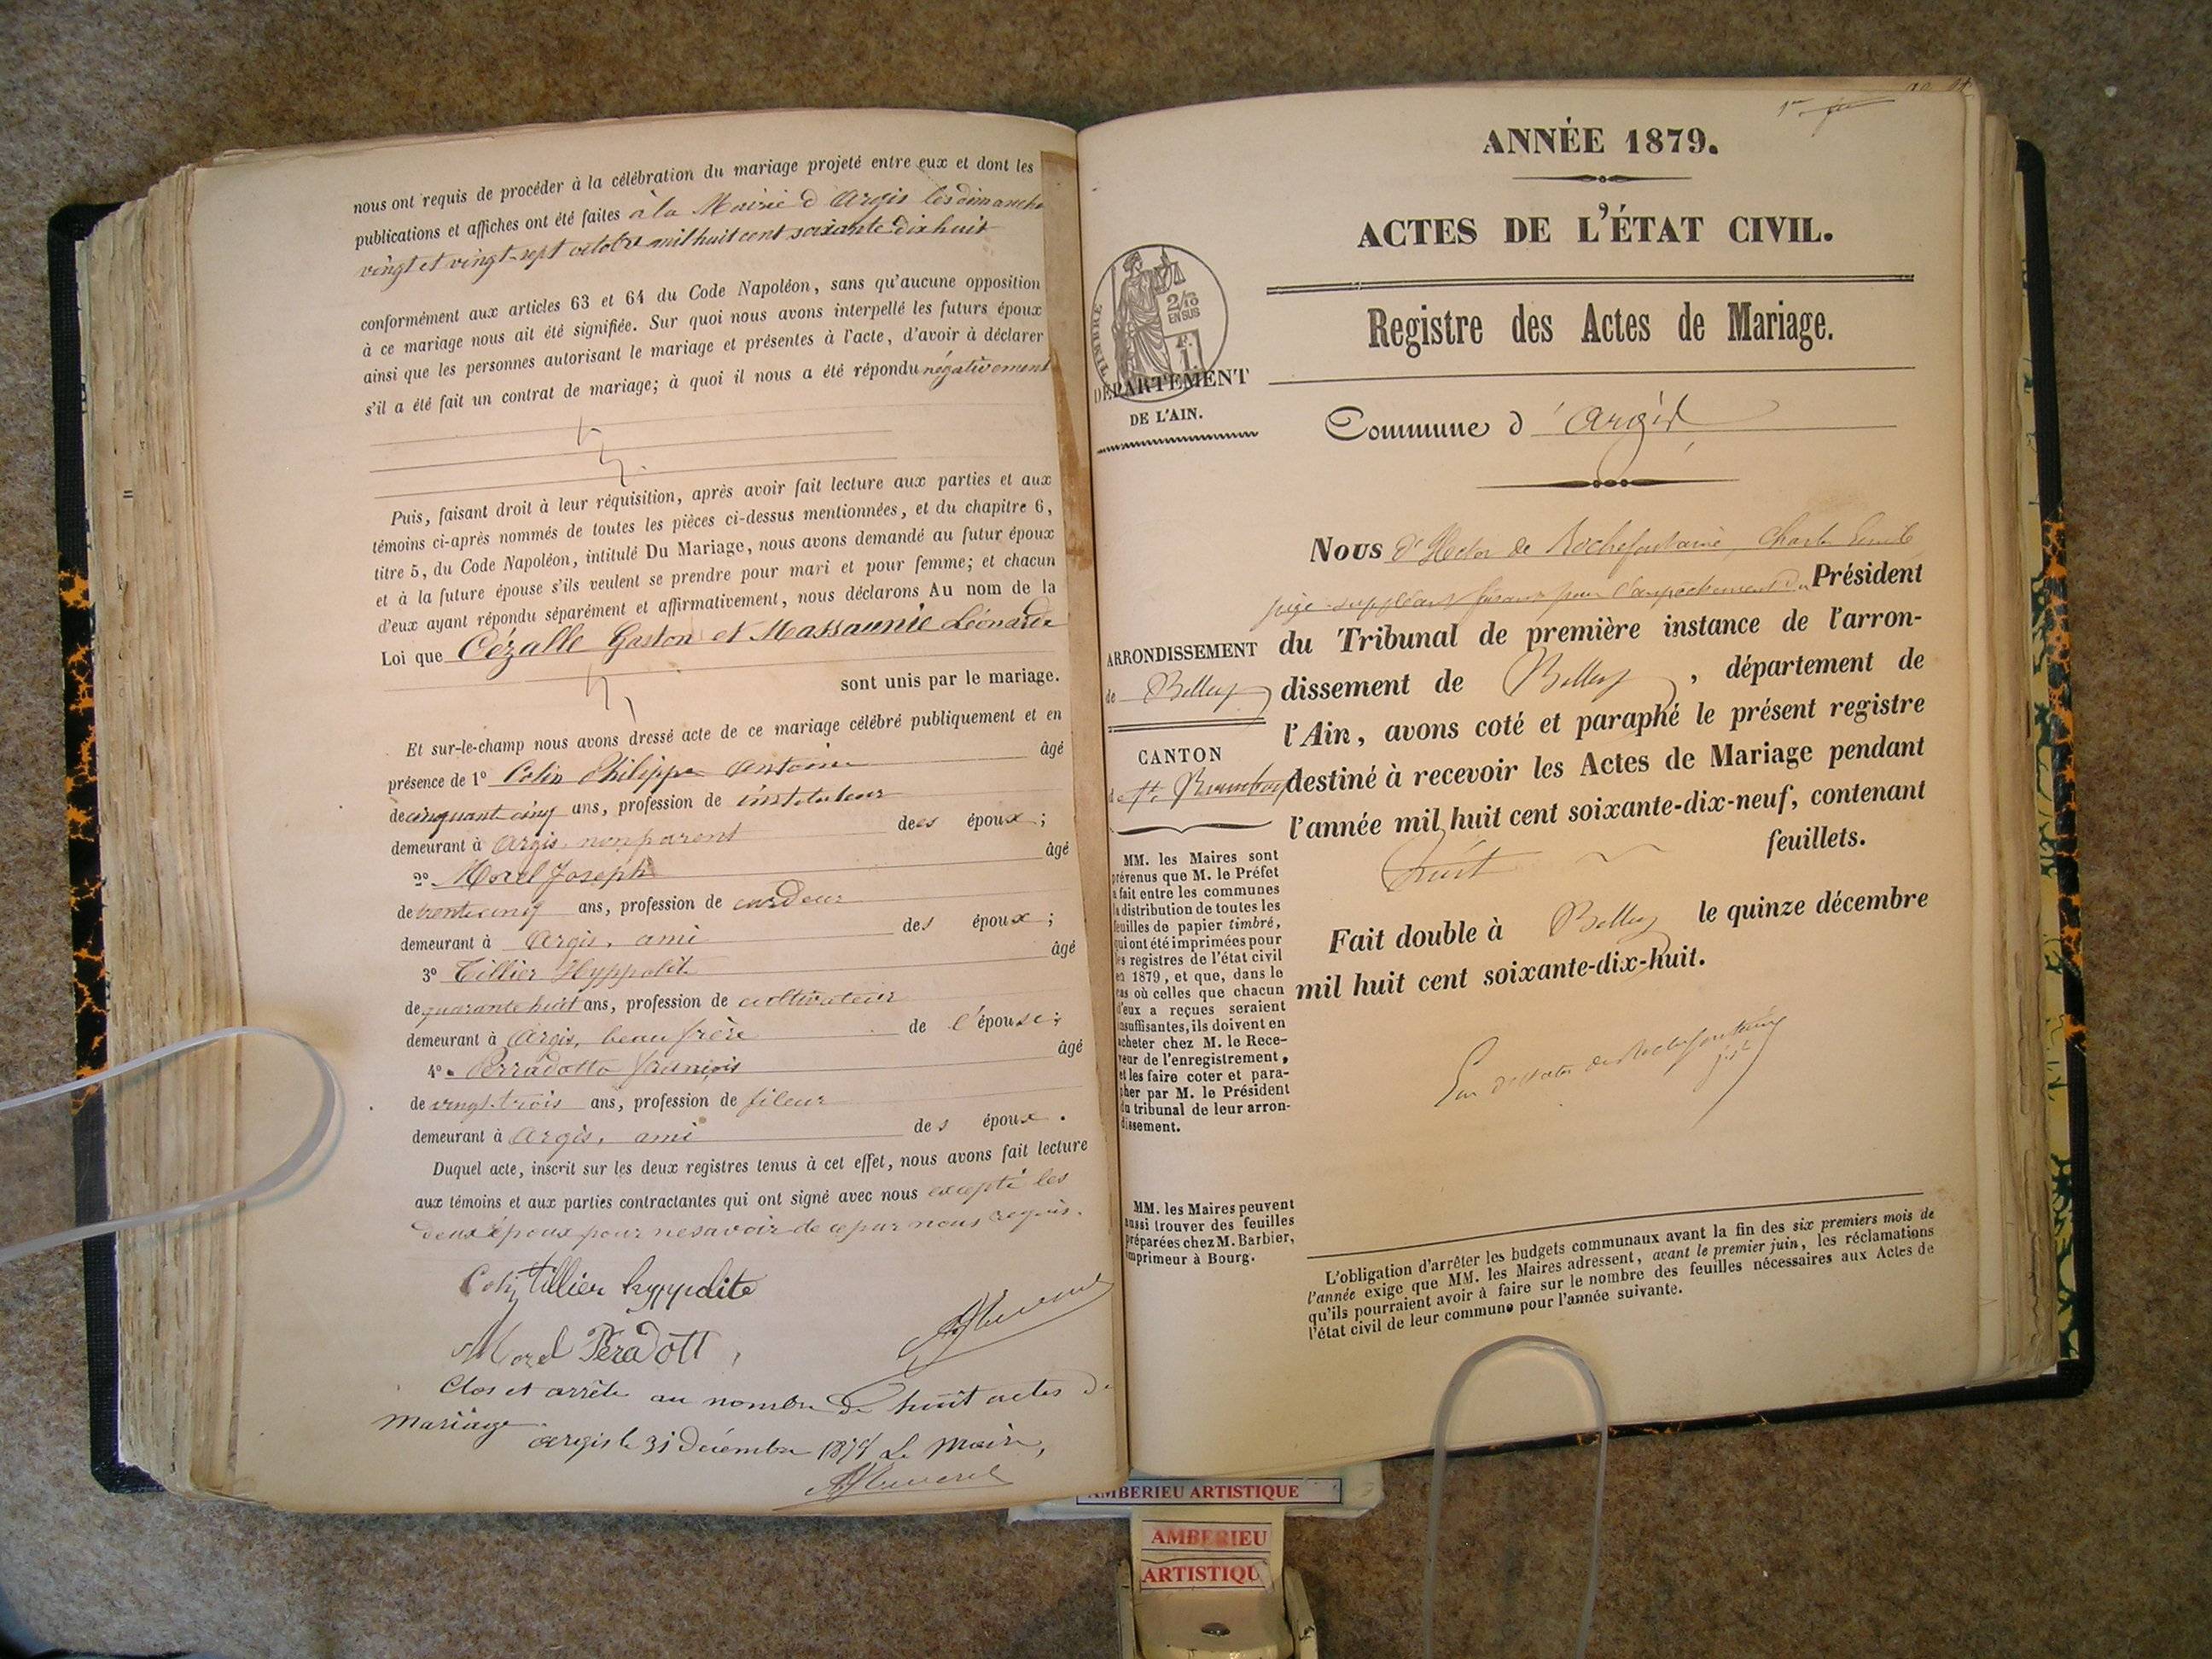 nous ont requis de procéder à la célébration du mariage projeté entre eux et dont les
publications et affiches ont été faites à la Mairie d'Argis les dimanche
vingt et vingt-sept octobre mil huit cent soixante dix huit
conformément aux articles 63 et 64 du Code Napoléon, sans qu'aucune opposition
à ce mariage nous ait été signifiée. Sur quoi nous avons interpellé les futurs époux
ainsi que les personnes autorisant le mariage et présentes à l'acte, d'avoir à déclarer
s'il a été fait un contrat de mariage; à quoi il nous a été répondu négativement
Puis, faisant droit à leur réquisition, après avoir fait lecture aux parties et aux
témoins ci-après nommés de toutes les pièces ci-dessus mentionnées, et du chapitre 6,
titre 5, du Code Napoléon, intitulé Du Mariage, nous avons demandé au futur époux
et à la future épouse s'ils veulent se prendre pour mari et pour femme; et chacun
d'eux ayant répondu séparément et affirmativement, nous déclarons Au nom de la
Loi que Cézalle Gaston et Massaunie Léonarde
sont unis par le mariage.
Et sur-le-champ nous avons dressé acte de ce mariage célébré publiquement et en
présence de 1° Colin Philippe Antoine âgé
de cinquant cinq ans, profession de instituteur
demeurant à Argis, non parent des époux;
2° Morel Joseph âgé
de trente cinq ans, profession de cardeur
demeurant à Argis, ami des époux;
3° Tillier Hyppolite âgé
de quarante huit ans, profession de cultivateur
demeurant à Argis, beau frère de l'épouse;
4° Perradotto François âgé
de vingt-trois ans, profession de fileur
demeurant à Argis, ami des époux.
Duquel acte, inscrit sur les deux registres tenus à cet effet, nous avons fait lecture
aux témoins et aux parties contractantes qui ont signé avec nous excepté les
deux époux pour ne savoir de ce par nous requis.
Colin Tillier hyppolite
Morel Péradott
Clos et arrêté au nombre de huit actes de
mariage
Argis le 31 Décembre 1878 Le Maire,
ANNÉE 1879.
ACTES DE L'ÉTAT CIVIL.
Registre des Actes de Mariage.
TIMBRE
2/10
EN SUS
1 F.
DÉPARTEMENT
DE L'AIN.
Commune d'Argis
Nous D'Hector de Rochefontaine, Charles Emile
juge suppléant faisant pour l'empêchement du Président
du Tribunal de première instance de l'arron-
dissement de Belley, département de
l'Ain, avons coté et paraphé le présent registre
destiné à recevoir les Actes de Mariage pendant
l'année mil huit cent soixante-dix-neuf, contenant
huit feuillets.
Fait double à Belley le quinze décembre
mil huit cent soixante-dix-huit.
ARRONDISSEMENT
de Belley
CANTON
de St. Rambert
MM. les Maires sont
prévenus que M. le Préfet
a fait entre les communes
la distribution de toutes les
feuilles de papier timbré,
qui ont été imprimées pour
les registres de l'état civil
en 1879, et que, dans le
cas où celles que chacun
d'eux a reçues seraient
insuffisantes, ils doivent en
acheter chez M. le Rece-
veur de l'enregistrement,
et les faire coter et para-
pher par M. le Président
du tribunal de leur arron-
dissement.
MM. les Maires peuvent
aussi trouver des feuilles
préparées chez M. Barbier,
imprimeur à Bourg.
L'obligation d'arrêter les budgets communaux avant la fin des six premiers mois de
l'année exige que MM. les Maires adressent, avant le premier juin, les réclamations
qu'ils pourraient avoir à faire sur le nombre des feuilles nécessaires aux Actes de
l'état civil de leur commune pour l'année suivante.
AMBERIEU ARTISTIQUE
AMBERIEU
ARTISTIQU